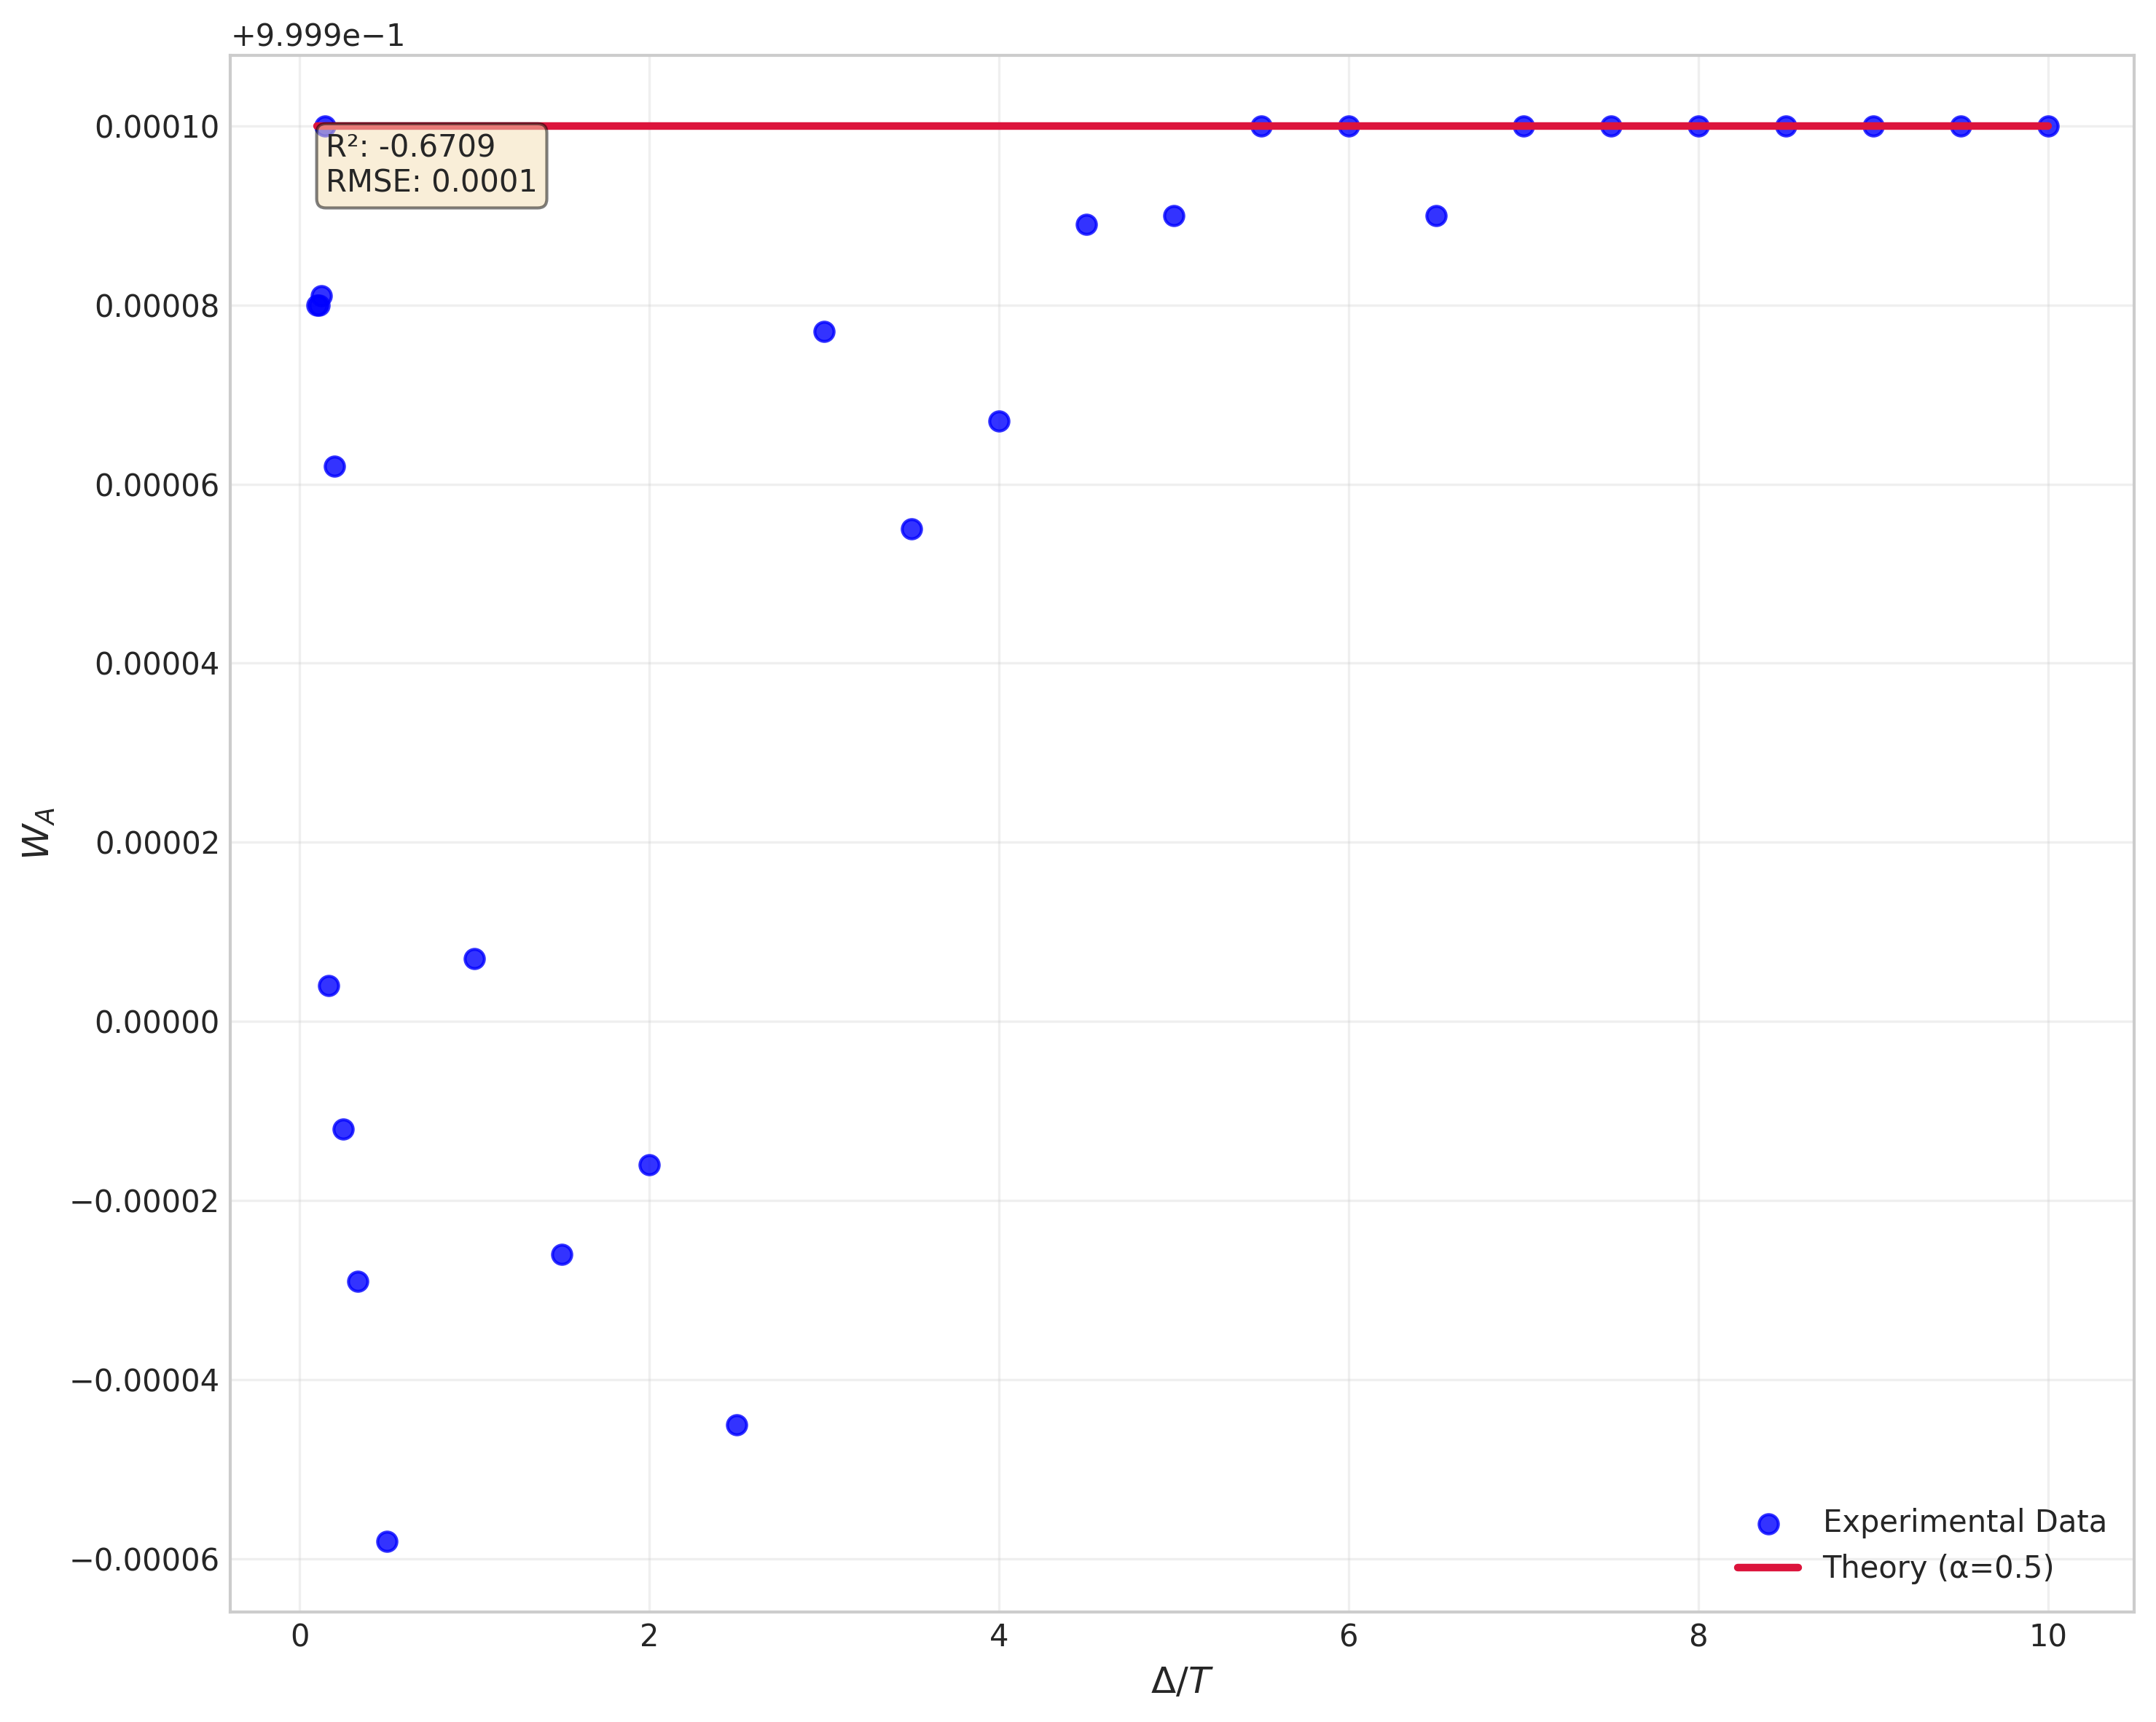 +9.999e−1
0.00010
0.00008
0.00006
0.00004
0.00002
0.00000
−0.00002
−0.00004
−0.00006
W_A
R²: -0.6709
RMSE: 0.0001
Experimental Data
Theory (α=0.5)
0 2 4 6 8 10
Δ/T